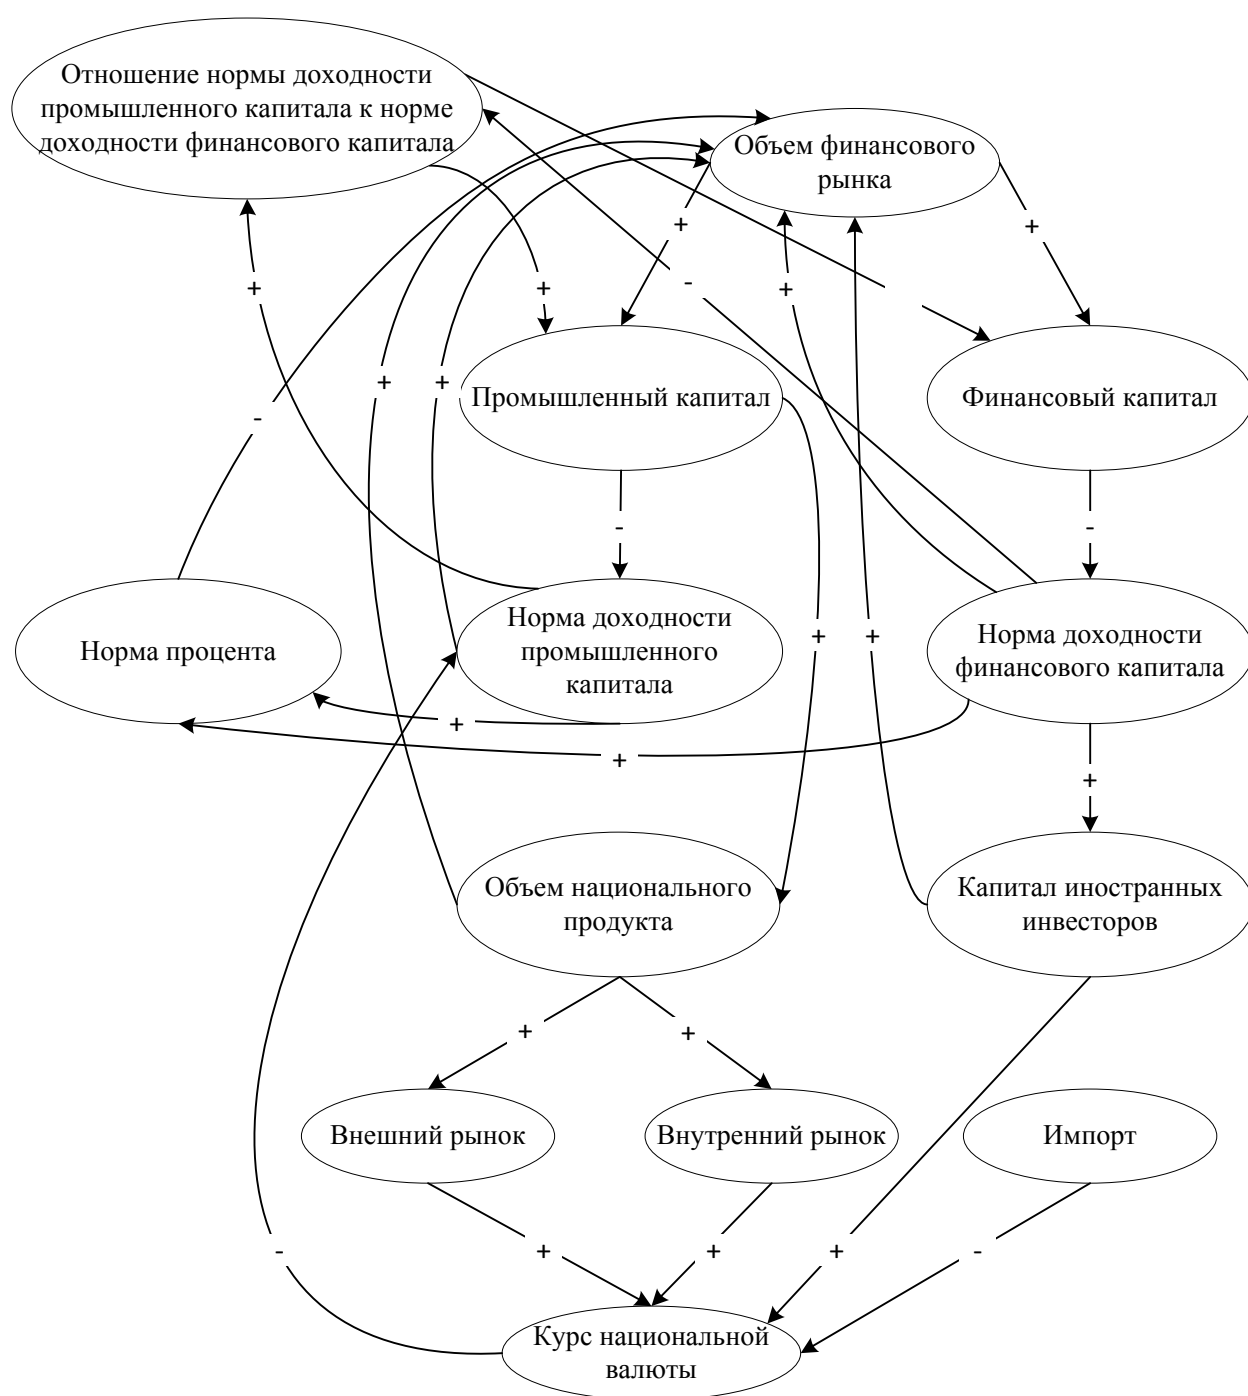 Отношение нормы доходности
промышленного капитала к норме
доходности финансового капитала
Объем финансового
рынка
+
+
+
-
+
+
Промышленный капитал
Финансовый капитал
+
+
-
-
-
Норма процента
Норма доходности
промышленного
капитала
+
+
Норма доходности
финансового капитала
+
+
+
Объем национального
продукта
Капитал иностранных
инвесторов
+
+
Внешний рынок
Внутренний рынок
Импорт
-
+
+
+
-
Курс национальной
валюты